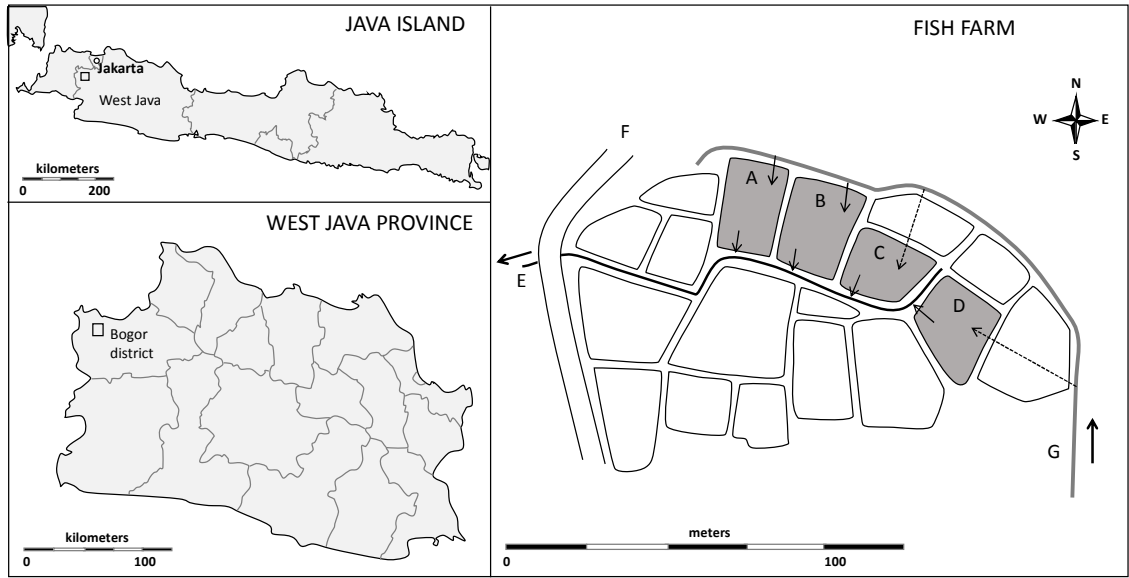 JAVA ISLAND
Jakarta
West Java
kilometers
0 200
WEST JAVA PROVINCE
Bogor
district
kilometers
0 100
FISH FARM
N
W E
S
F
A
B
C
D
E
G
meters
0 100